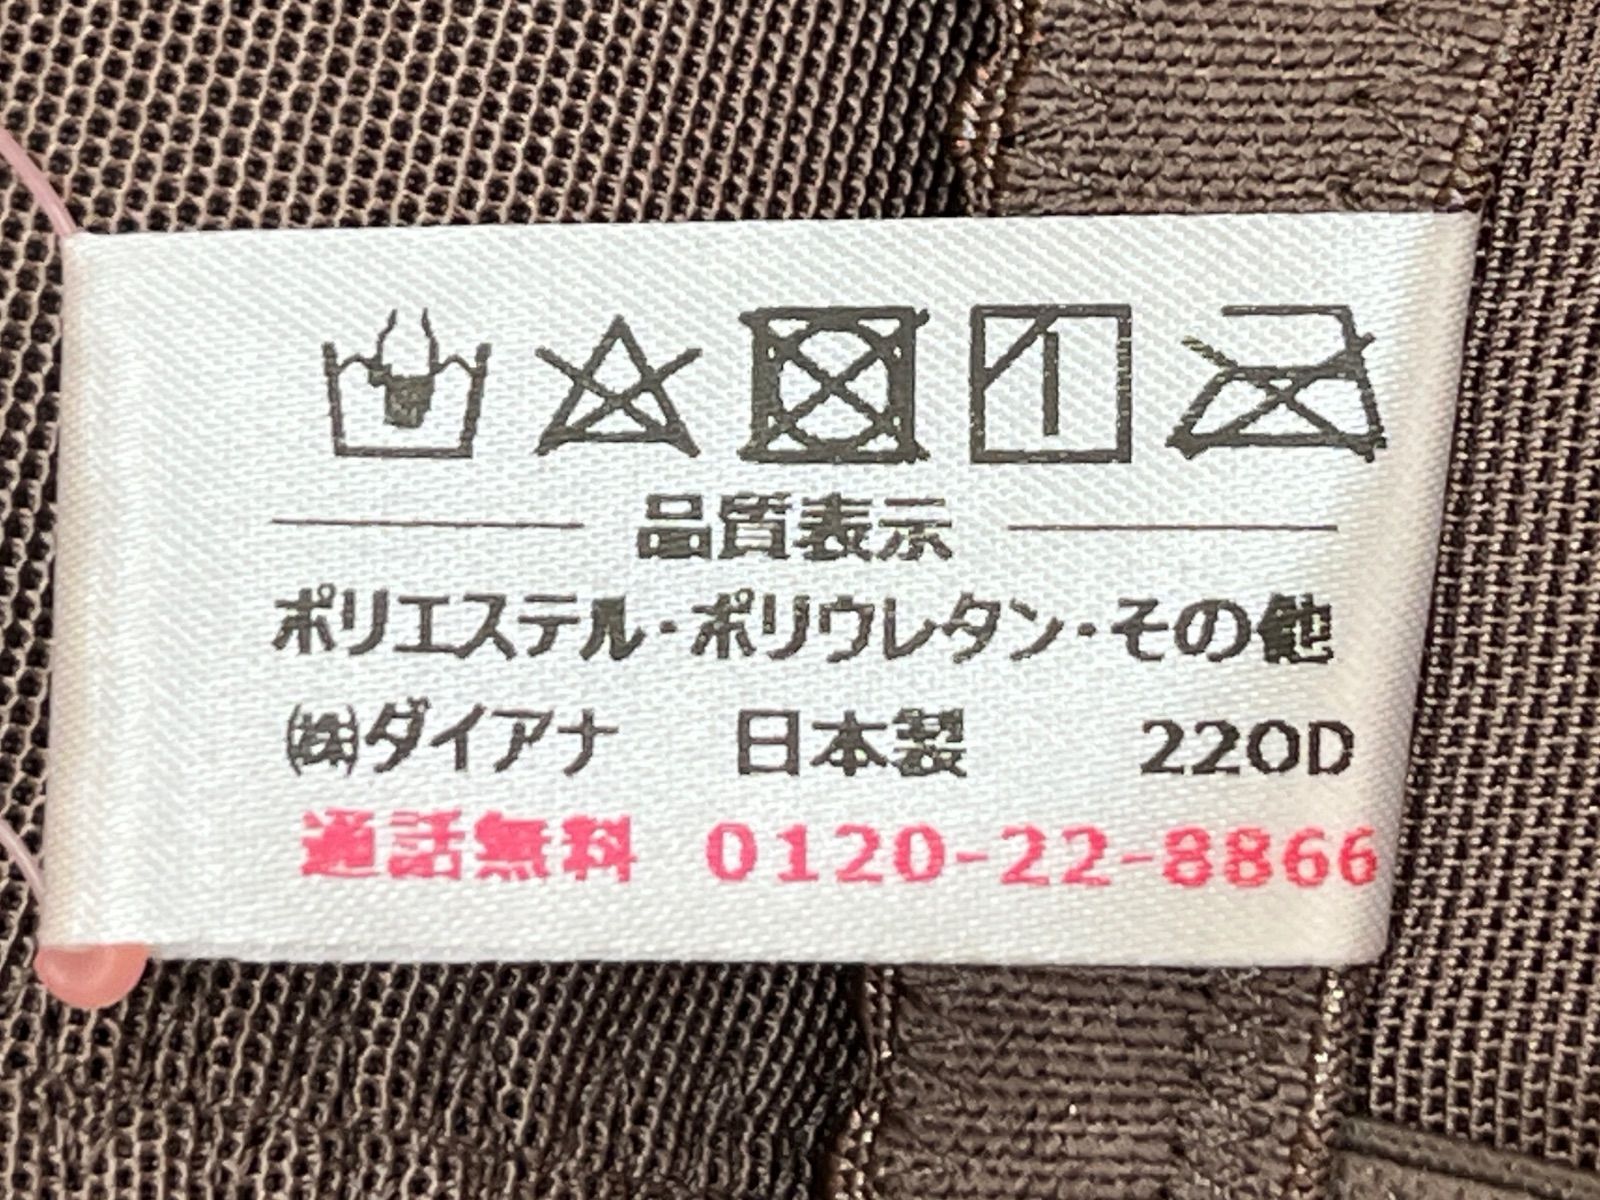 品質表示
ポリエステル・ポリウレタン・その他
㈱ダイアナ 日本製 220D
通話無料 0120-22-8866